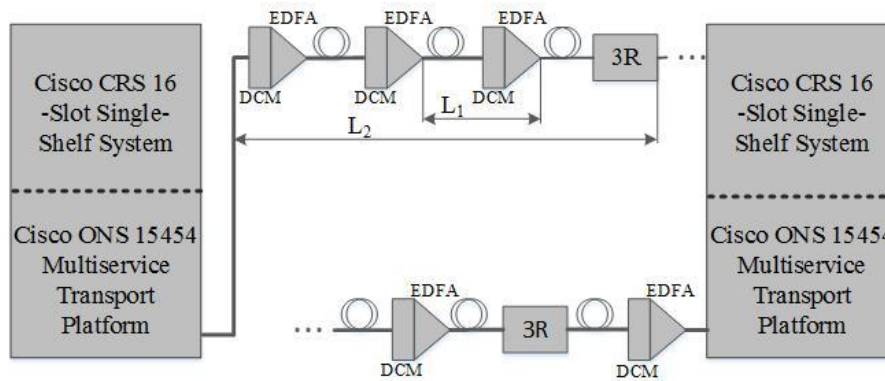 EDFA
EDFA
EDFA
3R
...
DCM
DCM
DCM
L1
L2
Cisco CRS 16
-Slot Single-
Shelf System
Cisco ONS 15454
Multiservice
Transport
Platform
Cisco CRS 16
-Slot Single-
Shelf System
Cisco ONS 15454
Multiservice
Transport
Platform
...
EDFA
3R
EDFA
DCM
DCM